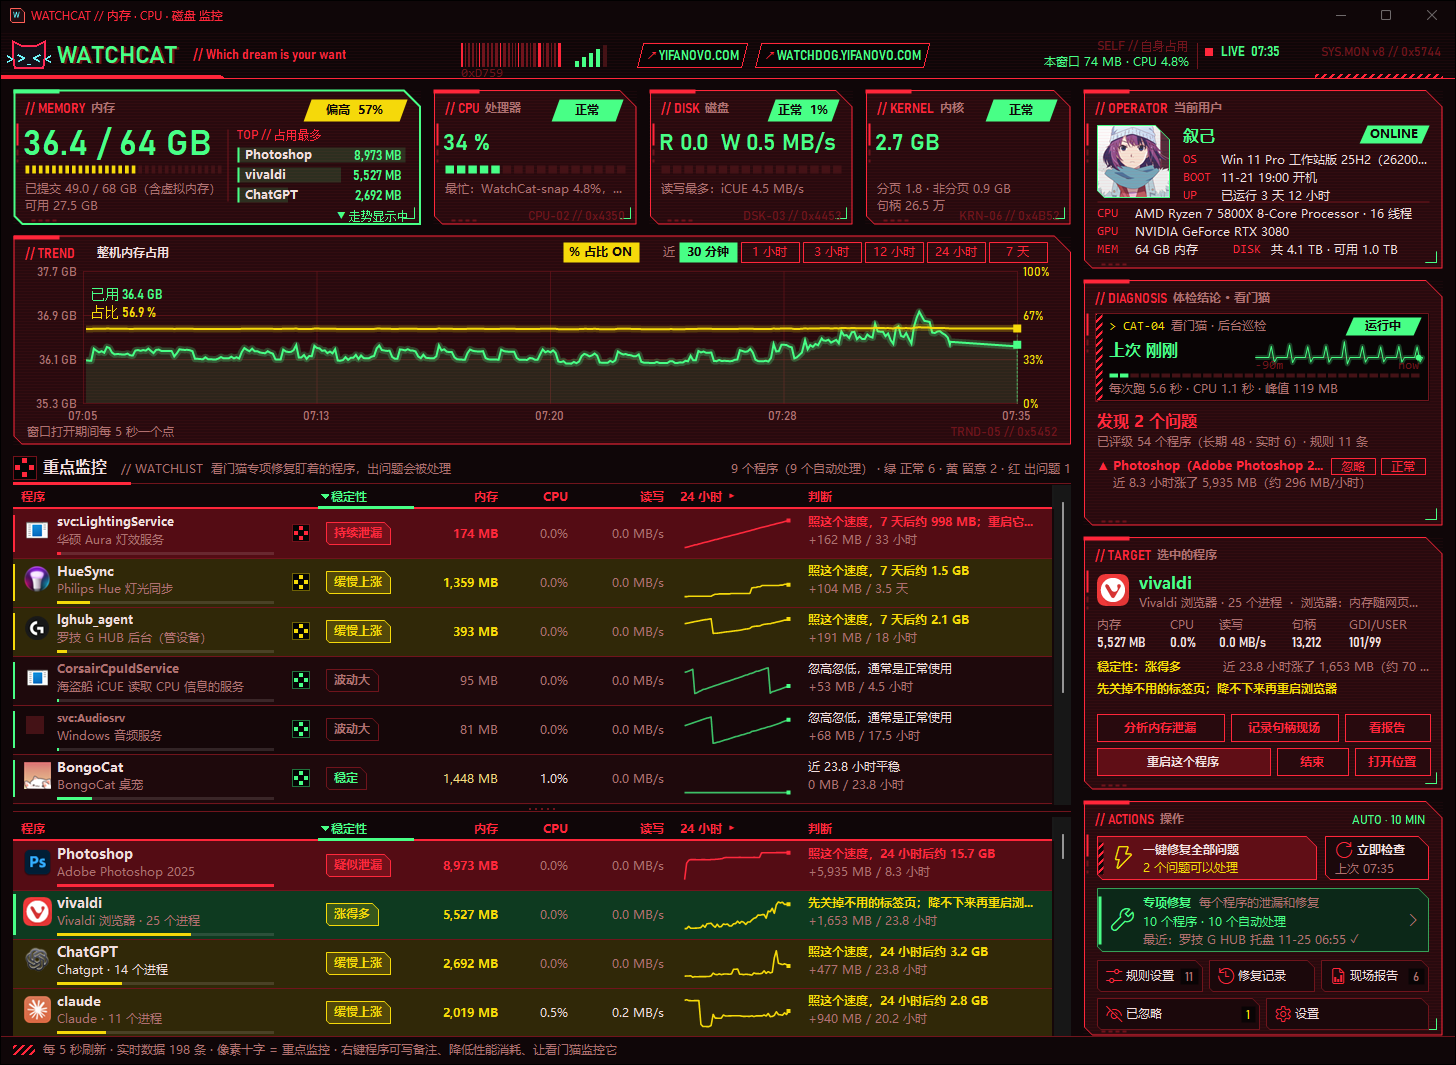 WATCHCAT // 内存 · CPU · 磁盘 监控
WATCHCAT
// Which dream is your want
0xD759
↗YIFANOVO.COM
↗WATCHDOG.YIFANOVO.COM
SELF // 自身占用
本窗口 74 MB · CPU 4.8%
LIVE 07:35
SYS.MON v8 // 0x5744
// MEMORY 内存
偏高 57%
36.4 / 64 GB
已提交 49.0 / 68 GB（含虚拟内存）
可用 27.5 GB
TOP // 占用最多
Photoshop 8,973 MB
vivaldi 5,527 MB
ChatGPT 2,692 MB
▼走势显示中
// CPU 处理器
正常
34 %
最忙：WatchCat-snap 4.8%, ...
CPU-02 // 0x4350
// DISK 磁盘
正常 1%
R 0.0 W 0.5 MB/s
读写最多：iCUE 4.5 MB/s
DSK-03 // 0x4453
// KERNEL 内核
正常
2.7 GB
分页 1.8 · 非分页 0.9 GB
句柄 26.5 万
KRN-06 // 0x4B52
// OPERATOR 当前用户
叙己
ONLINE
OS Win 11 Pro 工作站版 25H2（26200...
BOOT 11-21 19:00 开机
UP 已运行 3 天 12 小时
CPU AMD Ryzen 7 5800X 8-Core Processor · 16 线程
GPU NVIDIA GeForce RTX 3080
MEM 64 GB 内存 DISK 共 4.1 TB · 可用 1.0 TB
// TREND 整机内存占用
% 占比 ON
近 30 分钟 1 小时 3 小时 12 小时 24 小时 7 天
37.7 GB
36.9 GB
36.1 GB
35.3 GB
已用 36.4 GB
占比 56.9 %
100%
67%
33%
0%
07:05 07:13 07:20 07:28 07:35
窗口打开期间每 5 秒一个点
TRND-05 // 0x5452
// DIAGNOSIS 体检结论 · 看门猫
> CAT-04 看门猫 · 后台巡检
运行中
上次 刚刚
-90m now
每次跑 5.6 秒 · CPU 1.1 秒 · 峰值 119 MB
发现 2 个问题
已评级 54 个程序（长期 48 · 实时 6）· 规则 11 条
▲ Photoshop（Adobe Photoshop 2... 忽略 正常
近 8.3 小时涨了 5,935 MB（约 296 MB/小时）
重点监控 // WATCHLIST 看门猫专项修复盯着的程序，出问题会被处理
9 个程序（9 个自动处理） · 绿 正常 6 · 黄 留意 2 · 红 出问题 1
程序 ▼稳定性 内存 CPU 读写 24 小时 ▸ 判断
svc:LightingService 持续泄漏 174 MB 0.0% 0.0 MB/s 照这个速度，7 天后约 998 MB；重启它...
华硕 Aura 灯效服务 +162 MB / 33 小时
HueSync 缓慢上涨 1,359 MB 0.0% 0.0 MB/s 照这个速度，7 天后约 1.5 GB
Philips Hue 灯光同步 +104 MB / 3.5 天
lghub_agent 缓慢上涨 393 MB 0.0% 0.0 MB/s 照这个速度，7 天后约 2.1 GB
罗技 G HUB 后台（管设备） +191 MB / 18 小时
CorsairCpuIdService 波动大 95 MB 0.0% 0.0 MB/s 忽高忽低，通常是正常使用
海盗船 iCUE 读取 CPU 信息的服务 +53 MB / 4.5 小时
svc:Audiosrv 波动大 81 MB 0.0% 0.0 MB/s 忽高忽低，通常是正常使用
Windows 音频服务 +68 MB / 17.5 小时
BongoCat 稳定 1,448 MB 1.0% 0.0 MB/s 近 23.8 小时平稳
BongoCat 桌宠 0 MB / 23.8 小时
程序 ▼稳定性 内存 CPU 读写 24 小时 ▸ 判断
Ps
Photoshop 疑似泄漏 8,973 MB 0.0% 0.0 MB/s 照这个速度，24 小时后约 15.7 GB
Adobe Photoshop 2025 +5,935 MB / 8.3 小时
vivaldi 涨得多 5,527 MB 0.0% 0.0 MB/s 先关掉不用的标签页；降不下来再重启浏...
Vivaldi 浏览器 · 25 个进程 +1,653 MB / 23.8 小时
ChatGPT 缓慢上涨 2,692 MB 0.0% 0.0 MB/s 照这个速度，24 小时后约 3.2 GB
Chatgpt · 14 个进程 +477 MB / 23.8 小时
claude 缓慢上涨 2,019 MB 0.5% 0.2 MB/s 照这个速度，24 小时后约 2.8 GB
Claude · 11 个进程 +940 MB / 20.2 小时
// TARGET 选中的程序
vivaldi
Vivaldi 浏览器 · 25 个进程 · 浏览器：内存随网页...
内存 CPU 读写 句柄 GDI/USER
5,527 MB 0.0% 0.0 MB/s 13,212 101/99
稳定性：涨得多 近 23.8 小时涨了 1,653 MB（约 70 ...
先关掉不用的标签页；降不下来再重启浏览器
分析内存泄漏 记录句柄现场 看报告
重启这个程序 结束 打开位置
// ACTIONS 操作
AUTO · 10 MIN
一键修复全部问题
2 个问题可以处理
立即检查
上次 07:35
专项修复 每个程序的泄漏和修复
10 个程序 · 10 个自动处理
最近：罗技 G HUB 托盘 11-25 06:55 ✓
规则设置 11 修复记录 现场报告 6
已忽略 1 设置
每 5 秒刷新 · 实时数据 198 条 · 像素十字 = 重点监控 · 右键程序可写备注、降低性能消耗、让看门猫监控它